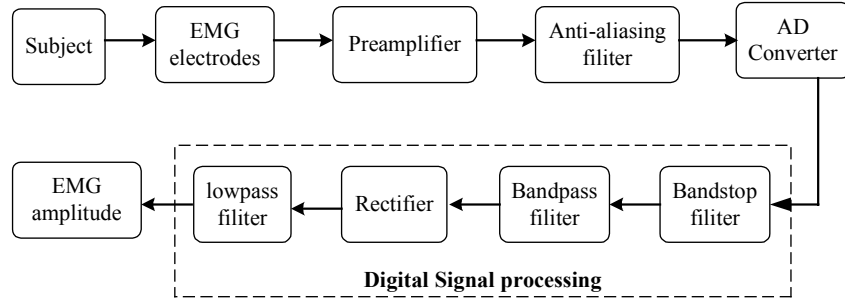 Subject
EMG
electrodes
Preamplifier
Anti-aliasing
filiter
AD
Converter
EMG
amplitude
lowpass
filiter
Rectifier
Bandpass
filiter
Bandstop
filiter
Digital Signal processing